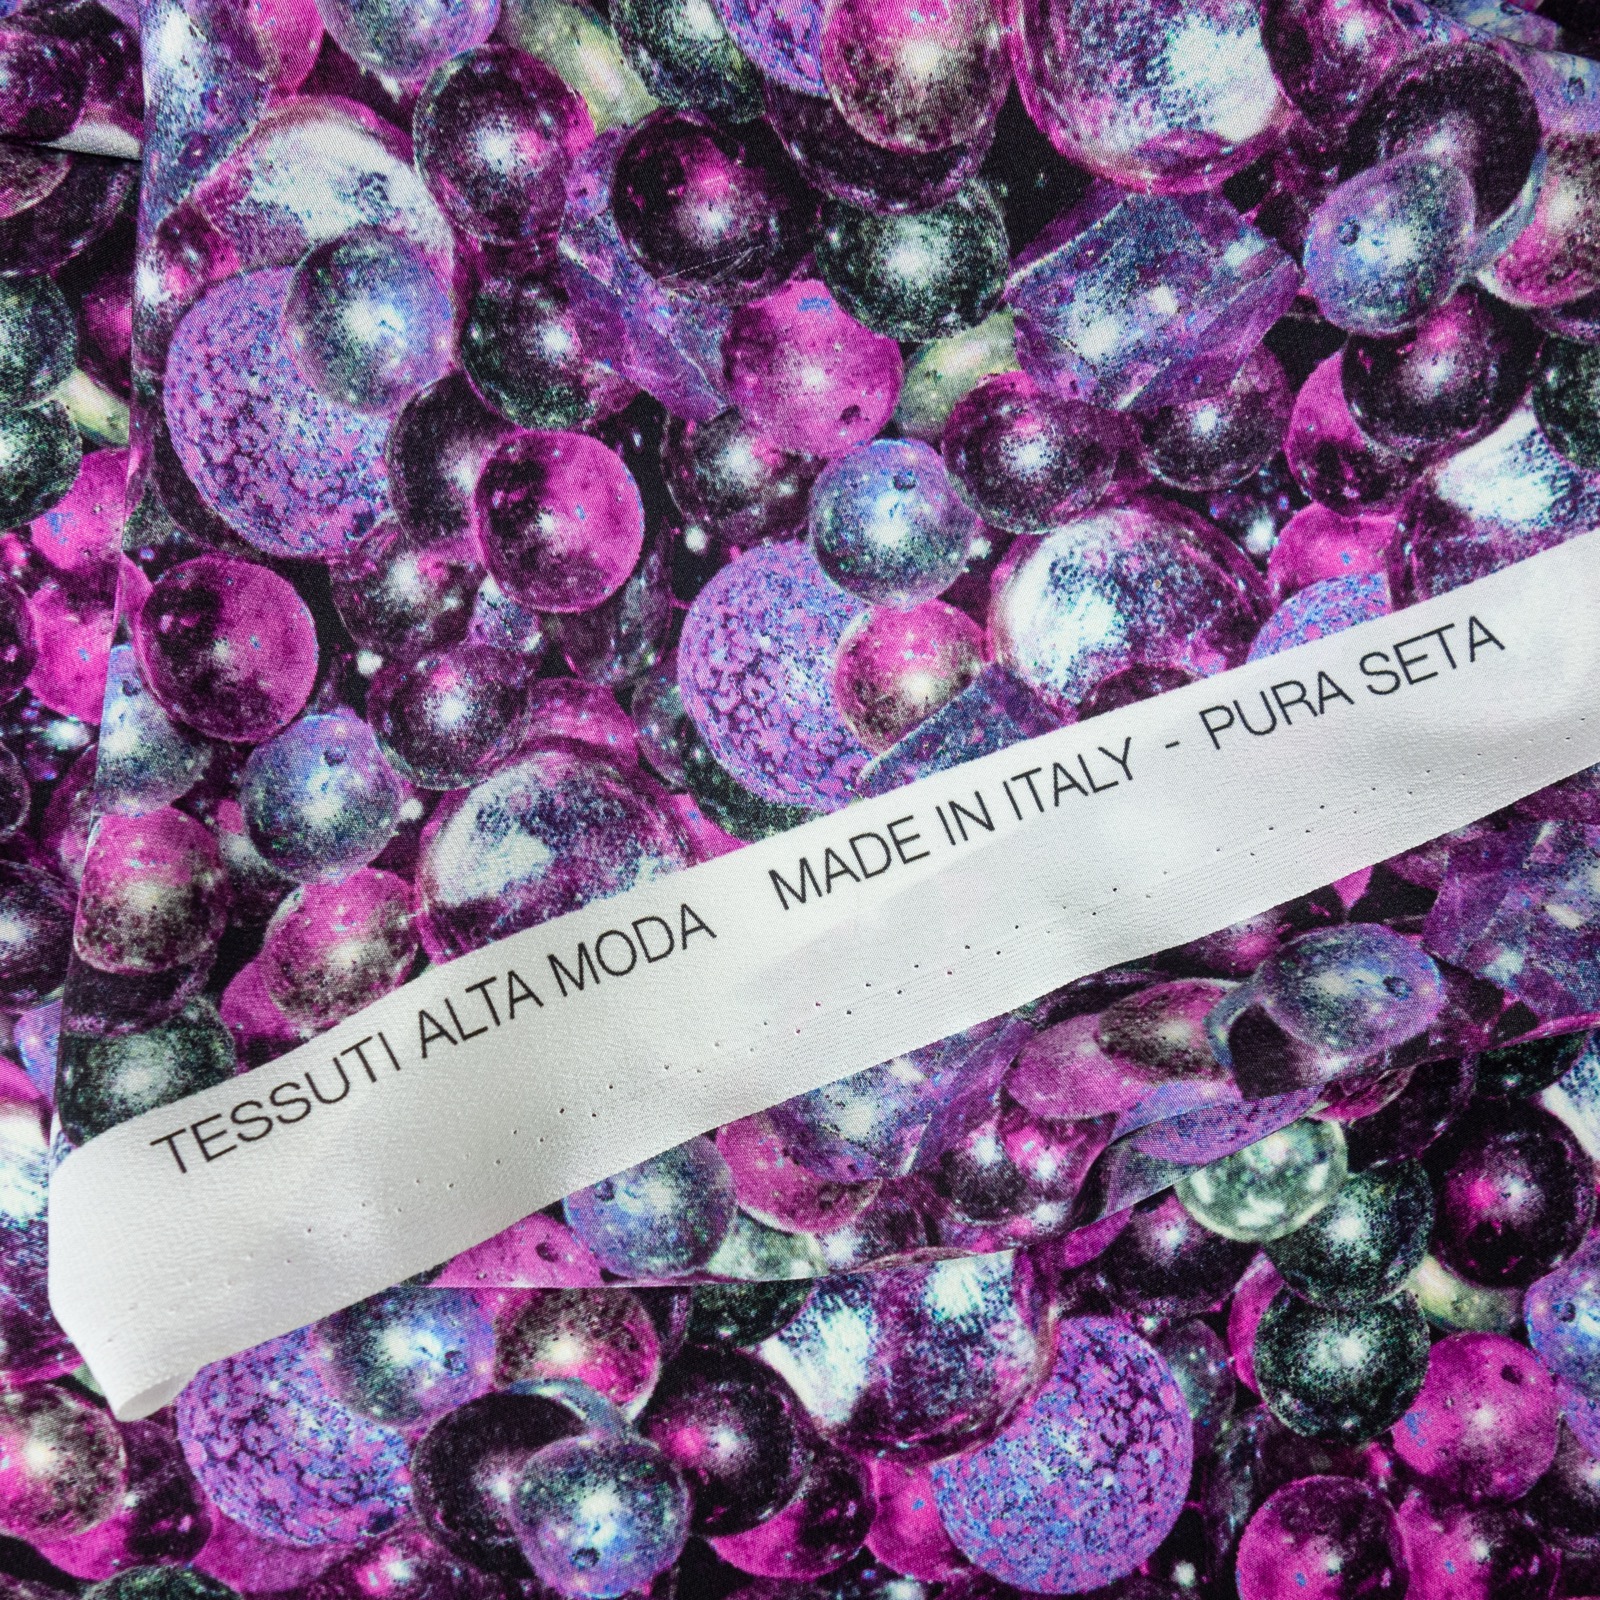 TESSUTI ALTA MODA MADE IN ITALY - PURA SETA